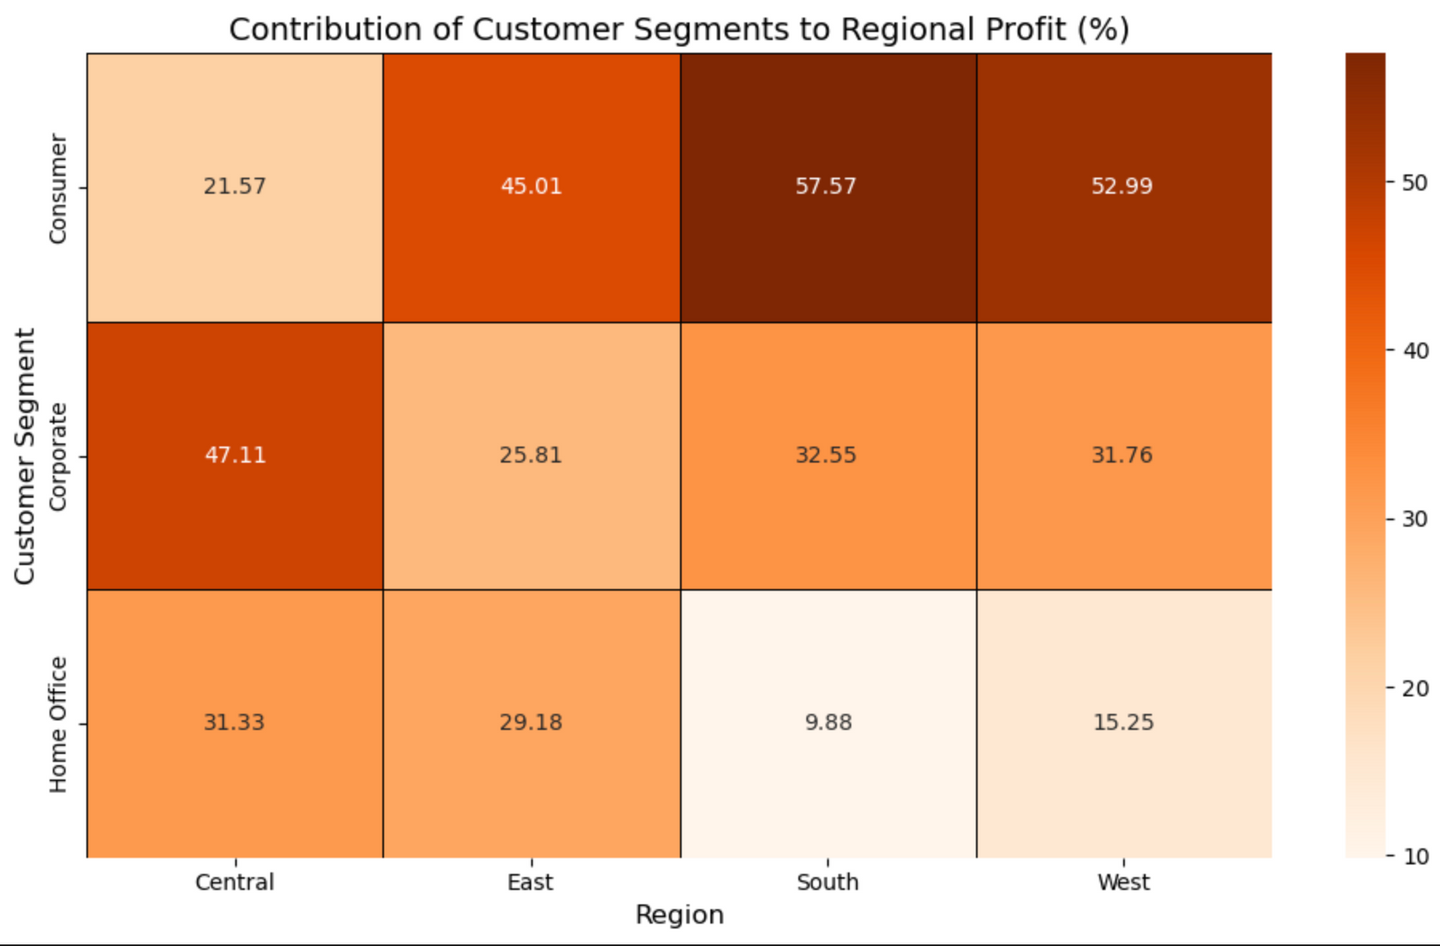 Contribution of Customer Segments to Regional Profit (%)
Customer Segment
Consumer
21.57 45.01 57.57 52.99
Corporate
47.11 25.81 32.55 31.76
Home Office
31.33 29.18 9.88 15.25
Central East South West
Region
50
40
30
20
10